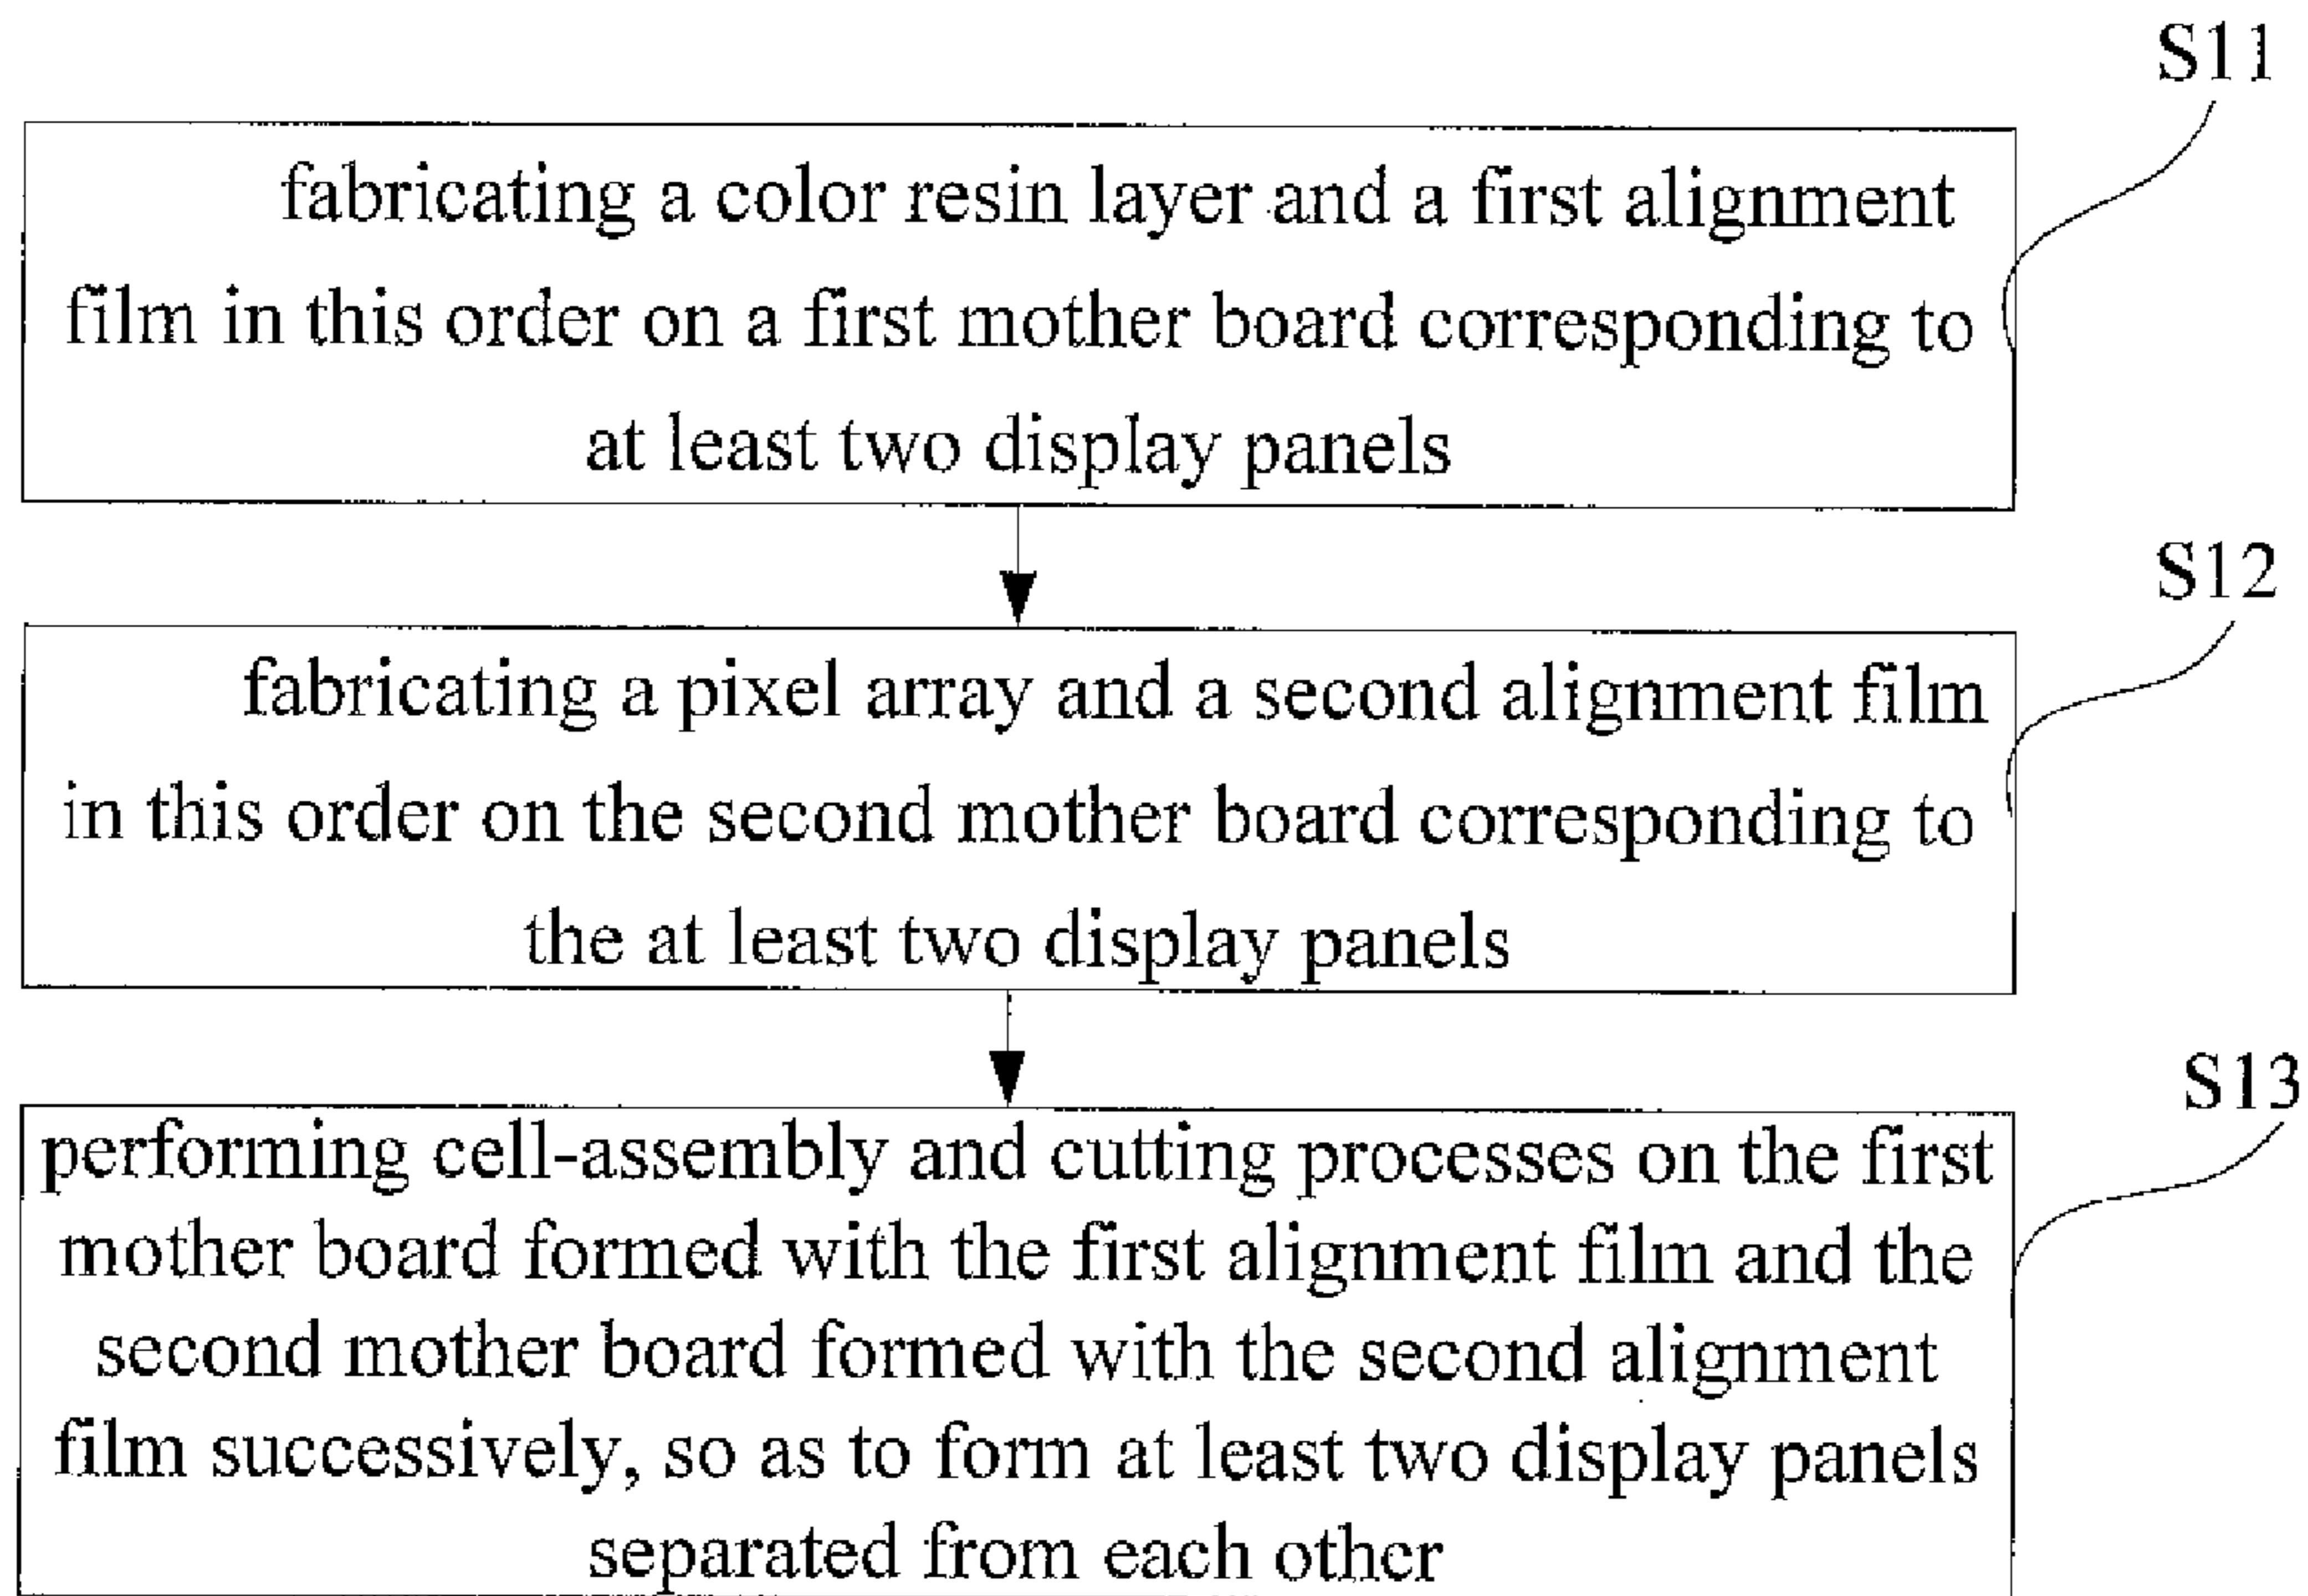 S11
fabricating a color resin layer and a first alignment
film in this order on a first mother board corresponding to
at least two display panels
S12
fabricating a pixel array and a second alignment film
in this order on the second mother board corresponding to
the at least two display panels
S13
performing cell-assembly and cutting processes on the first
mother board formed with the first alignment film and the
second mother board formed with the second alignment
film successively, so as to form at least two display panels
separated from each other